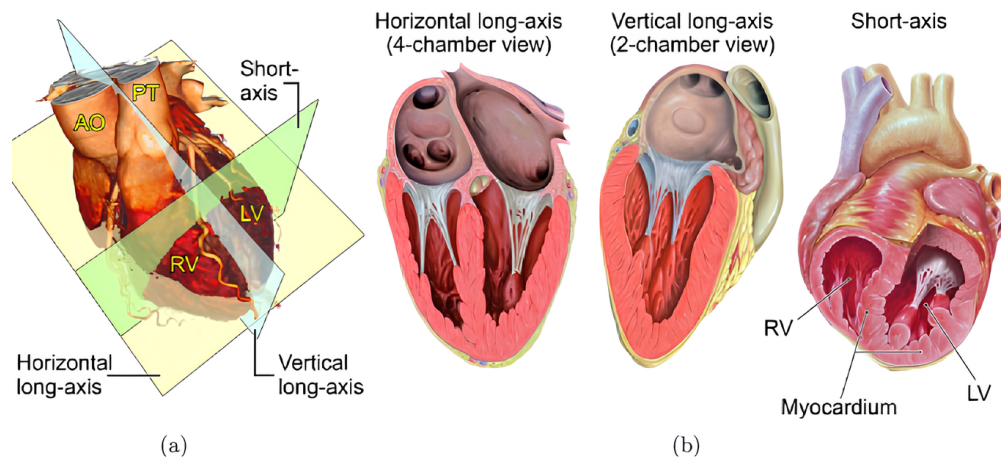 (a)
AO
PT
Short-
axis
LV
RV
Horizontal
long-axis
Vertical
long-axis
(b)
Horizontal long-axis
(4-chamber view)
Vertical long-axis
(2-chamber view)
Short-axis
RV
Myocardium
LV
(a)
(b)